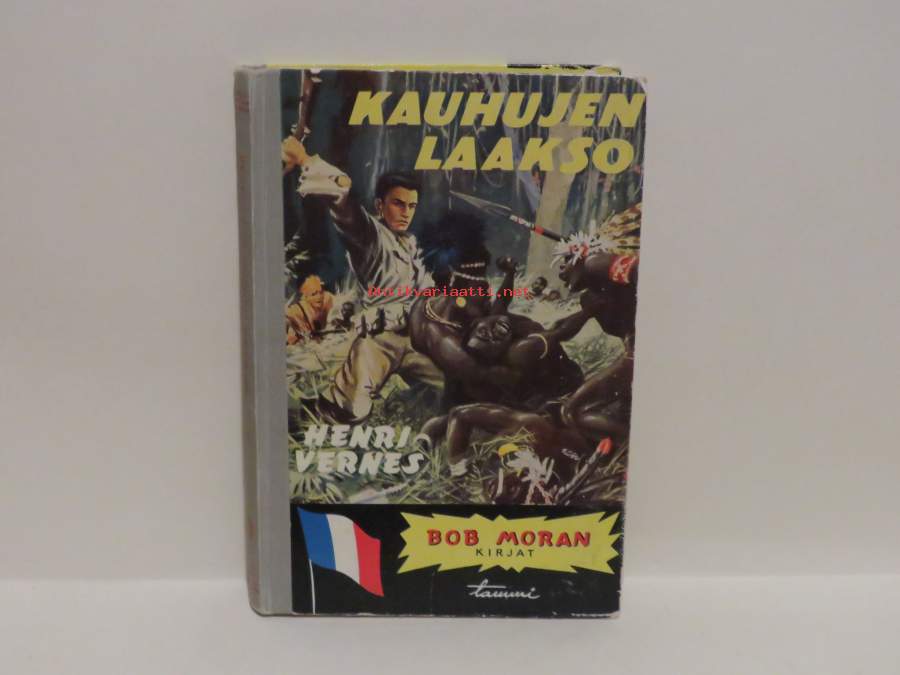 KAUHUJEN
LAAKSO
Antikvariaatti.net
HENRI
VERNES
BOB MORAN
KIRJAT
tammi